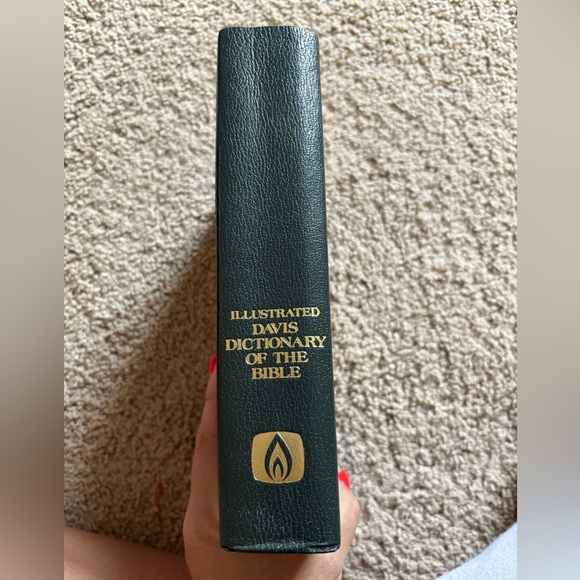 ILLUSTRATED
DAVIS
DICTIONARY
OF THE
BIBLE